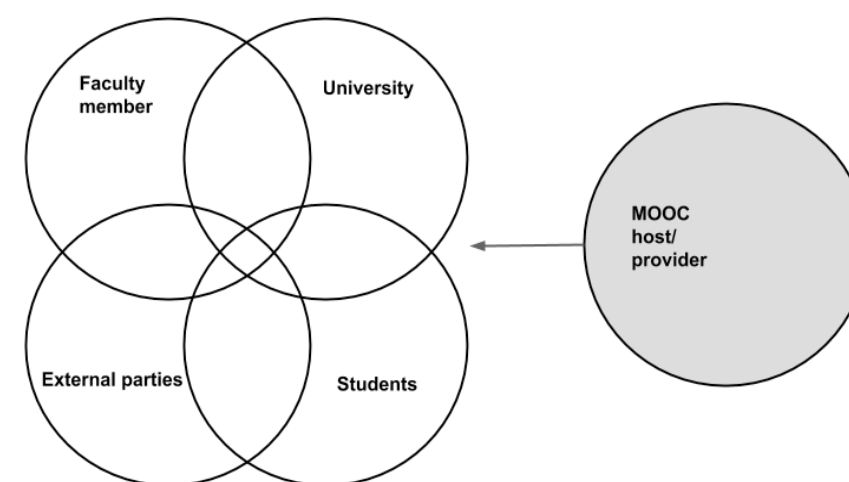 Faculty
member
University
MOOC
host/
provider
External parties
Students